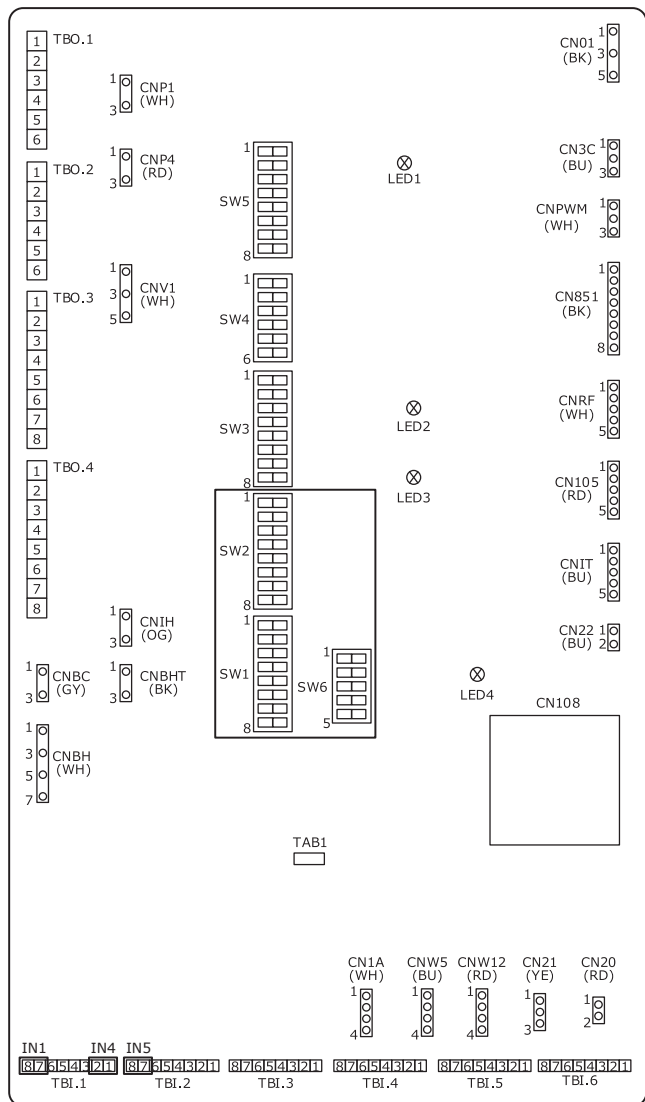 1 TBO.1
2
3
4
5
6
1 CNP1
(WH)
3
1 CNP4
(RD)
3
1 TBO.2
2
3
4
5
6
1 CNV1
3 (WH)
5
1 TBO.3
2
3
4
5
6
7
8
1 TBO.4
2
3
4
5
6
7
8
1 CNIH
3 (OG)
1 CNBC
3 (GY)
1 CNBHT
3 (BK)
1
3 CNBH
5 (WH)
7
1
SW5
8
1
SW4
6
1
SW3
8
1
SW2
8
1
SW1
8
1
SW6
5
LED1
LED2
LED3
LED4
CN01 1
(BK) 3
5
CN3C 1
(BU) 3
CNPWM 1
(WH) 3
1
CN851
(BK)
8
1
CNRF
(WH)
5
1
CN105
(RD)
5
1
CNIT
(BU)
5
CN22 1
(BU) 2
CN108
TAB1
CN1A
(WH)
1
4
CNW5
(BU)
1
4
CNW12
(RD)
1
4
CN21
(YE)
1
3
CN20
(RD)
1
2
IN1 IN4 IN5
8 7 6 5 4 3 2 1 8 7 6 5 4 3 2 1 8 7 6 5 4 3 2 1 8 7 6 5 4 3 2 1 8 7 6 5 4 3 2 1 8 7 6 5 4 3 2 1
TBI.1 TBI.2 TBI.3 TBI.4 TBI.5 TBI.6